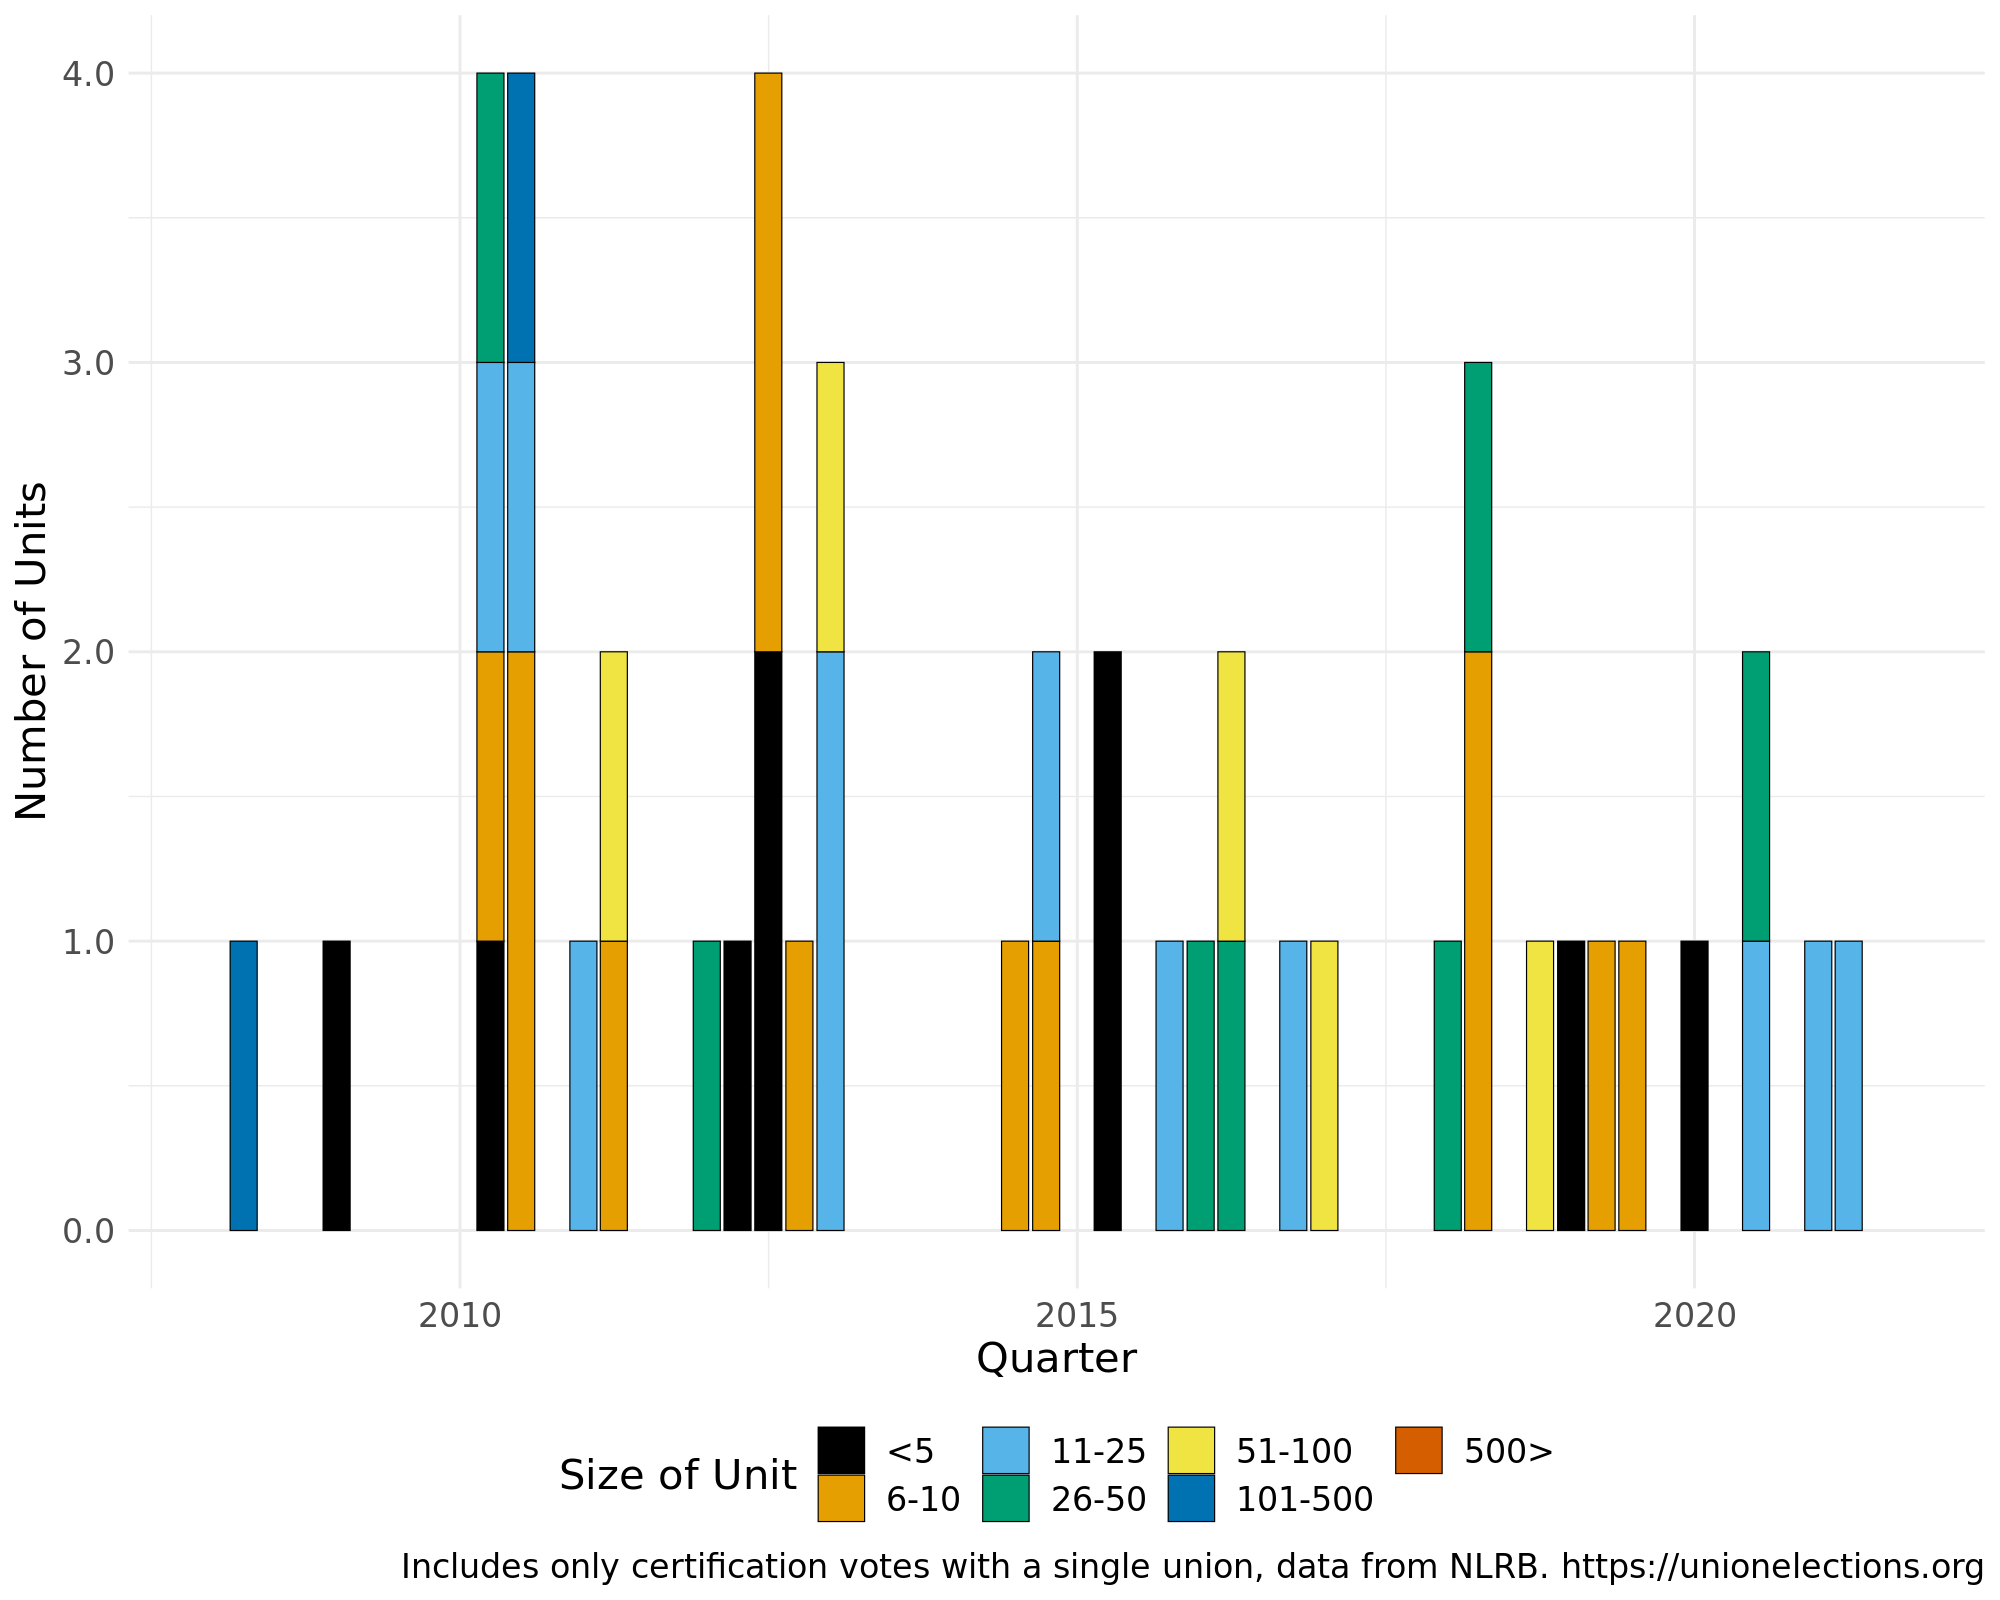 4.0
3.0
2.0
1.0
0.0
Number of Units
2010 2015 2020
Quarter
Size of Unit
<5 11-25 51-100 500>
6-10 26-50 101-500
Includes only certification votes with a single union, data from NLRB. https://unionelections.org